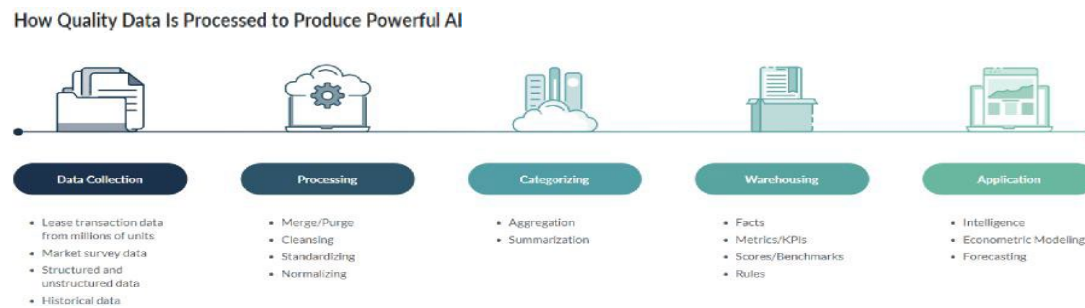 How Quality Data Is Processed to Produce Powerful AI
Data Collection
• Lease transaction data
from millions of units
• Market survey data
• Structured and
unstructured data
• Historical data
Processing
• Merge/Purge
• Cleansing
• Standardizing
• Normalizing
Categorizing
• Aggregation
• Summarization
Warehousing
• Facts
• Metrics/KPIs
• Scores/Benchmarks
• Rules
Application
• Intelligence
• Econometric Modeling
• Forecasting